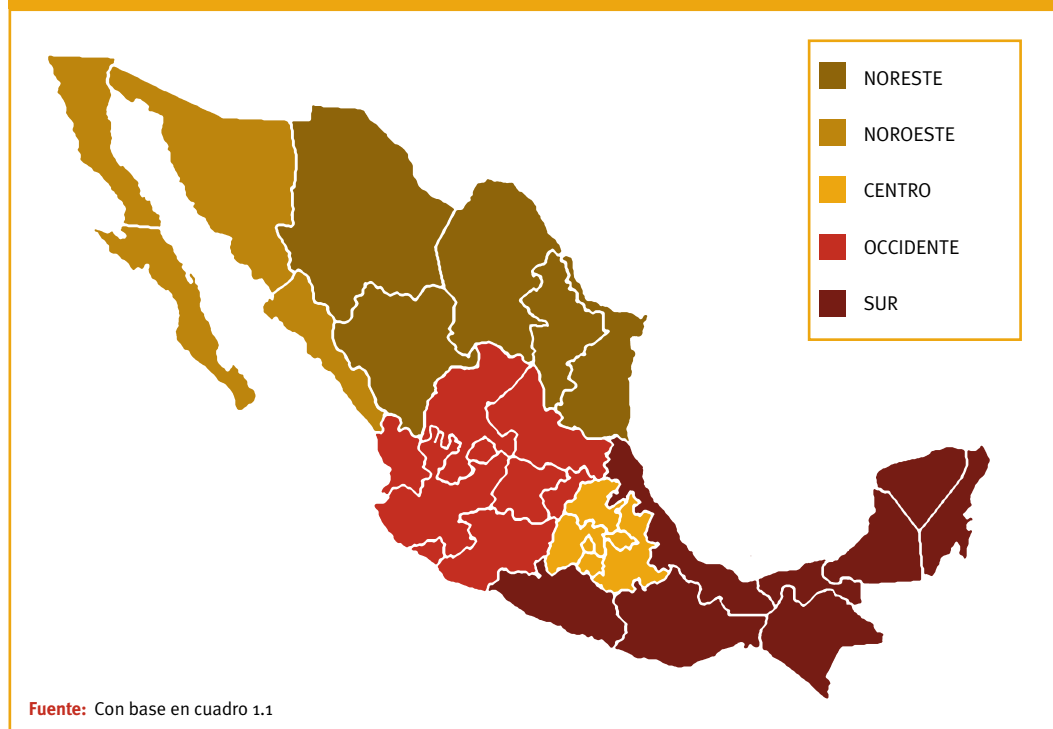 NORESTE
NOROESTE
CENTRO
OCCIDENTE
SUR
Fuente: Con base en cuadro 1.1